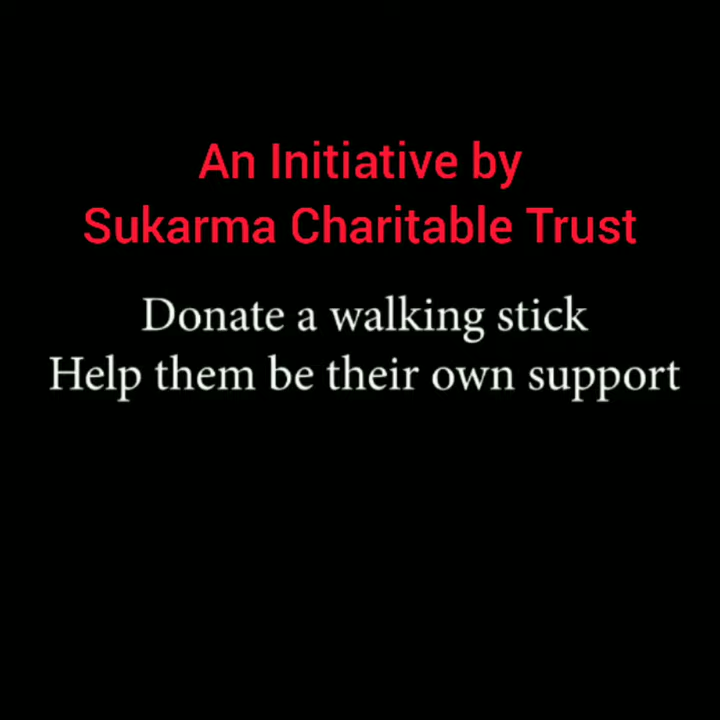 An Initiative by
Sukarma Charitable Trust
Donate a walking stick
Help them be their own support